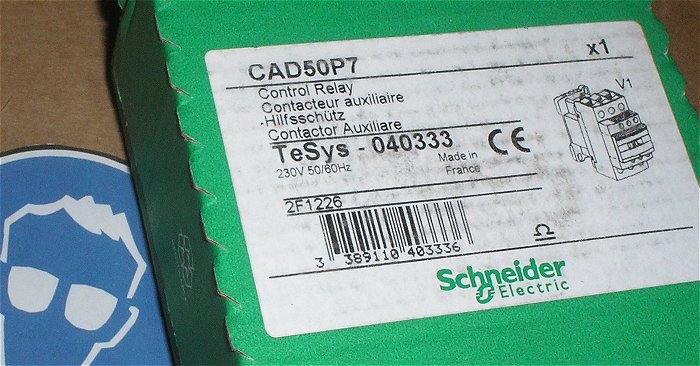 CAD50P7
x1
Control Relay
Contacteur auxiliaire
.Hilfsschütz
Contactor Auxiliare
V1
TeSys - 040333
230V 50/60Hz
Made in
France
CE
2F1226
3 389110 403336
Schneider
Electric